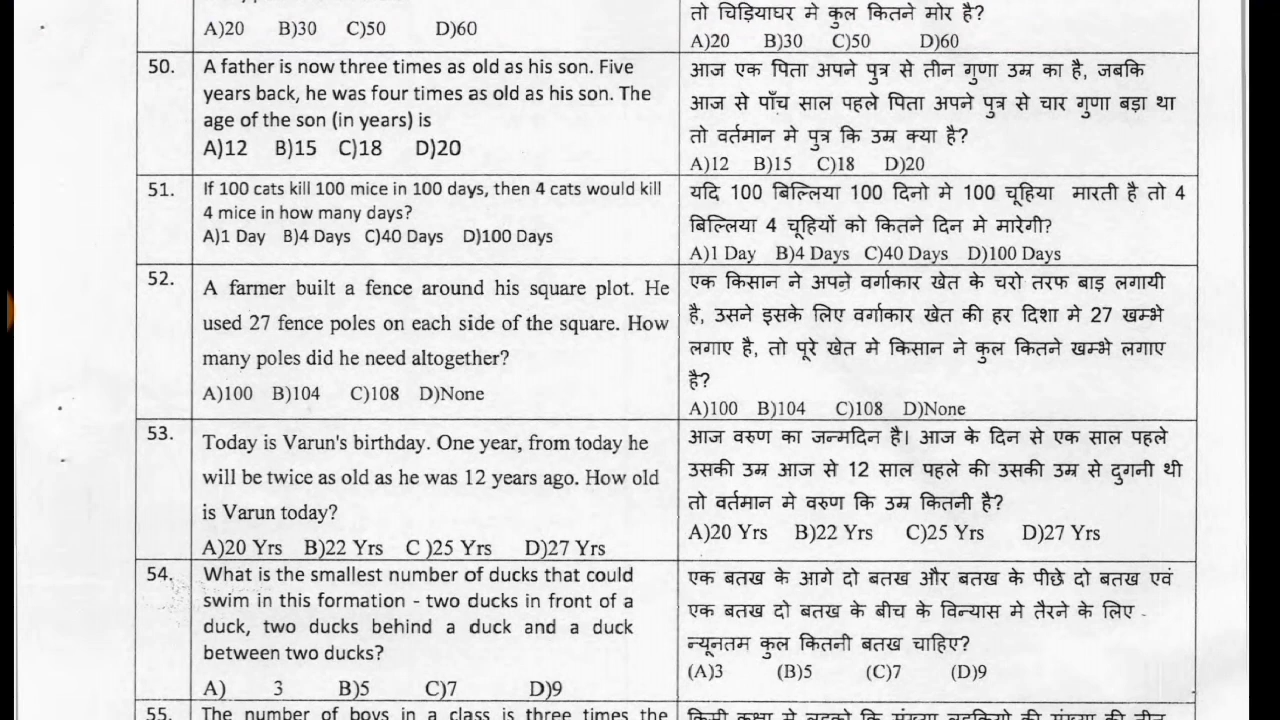 A)20 B)30 C)50 D)60
50. A father is now three times as old as his son. Five
years back, he was four times as old as his son. The
age of the son (in years) is
A)12 B)15 C)18 D)20
51. If 100 cats kill 100 mice in 100 days, then 4 cats would kill
4 mice in how many days?
A)1 Day B)4 Days C)40 Days D)100 Days
52. A farmer built a fence around his square plot. He
used 27 fence poles on each side of the square. How
many poles did he need altogether?
A)100 B)104 C)108 D)None
53. Today is Varun's birthday. One year, from today he
will be twice as old as he was 12 years ago. How old
is Varun today?
A)20 Yrs B)22 Yrs C )25 Yrs D)27 Yrs
54. What is the smallest number of ducks that could
swim in this formation - two ducks in front of a
duck, two ducks behind a duck and a duck
between two ducks?
A) 3 B)5 C)7 D)9
55. The number of boys in a class is three times the
तो चिड़ियाघर मे कुल कितने मोर है?
A)20 B)30 C)50 D)60
आज एक पिता अपने पुत्र से तीन गुणा उम्र का है, जबकि
आज से पाँच साल पहले पिता अपने पुत्र से चार गुणा बड़ा था
तो वर्तमान मे पुत्र कि उम्र क्या है?
A)12 B)15 C)18 D)20
यदि 100 बिल्लिया 100 दिनो मे 100 चूहिया मारती है तो 4
बिल्लिया 4 चूहियों को कितने दिन मे मारेगी?
A)1 Day B)4 Days C)40 Days D)100 Days
एक किसान ने अपने वर्गाकार खेत के चरो तरफ बाड़ लगायी
है, उसने इसके लिए वर्गाकार खेत की हर दिशा मे 27 खम्भे
लगाए है, तो पूरे खेत मे किसान ने कुल कितने खम्भे लगाए
है?
A)100 B)104 C)108 D)None
आज वरुण का जन्मदिन है। आज के दिन से एक साल पहले
उसकी उम्र आज से 12 साल पहले की उसकी उम्र से दुगनी थी
तो वर्तमान मे वरुण कि उम्र कितनी है?
A)20 Yrs B)22 Yrs C)25 Yrs D)27 Yrs
एक बतख के आगे दो बतख और बतख के पीछे दो बतख एवं
एक बतख दो बतख के बीच के विन्यास मे तैरने के लिए -
न्यूनतम कुल कितनी बतख चाहिए?
(A)3 (B)5 (C)7 (D)9
किसी कक्षा मे लड़को कि संख्या लड़कियो की संख्या की तीन